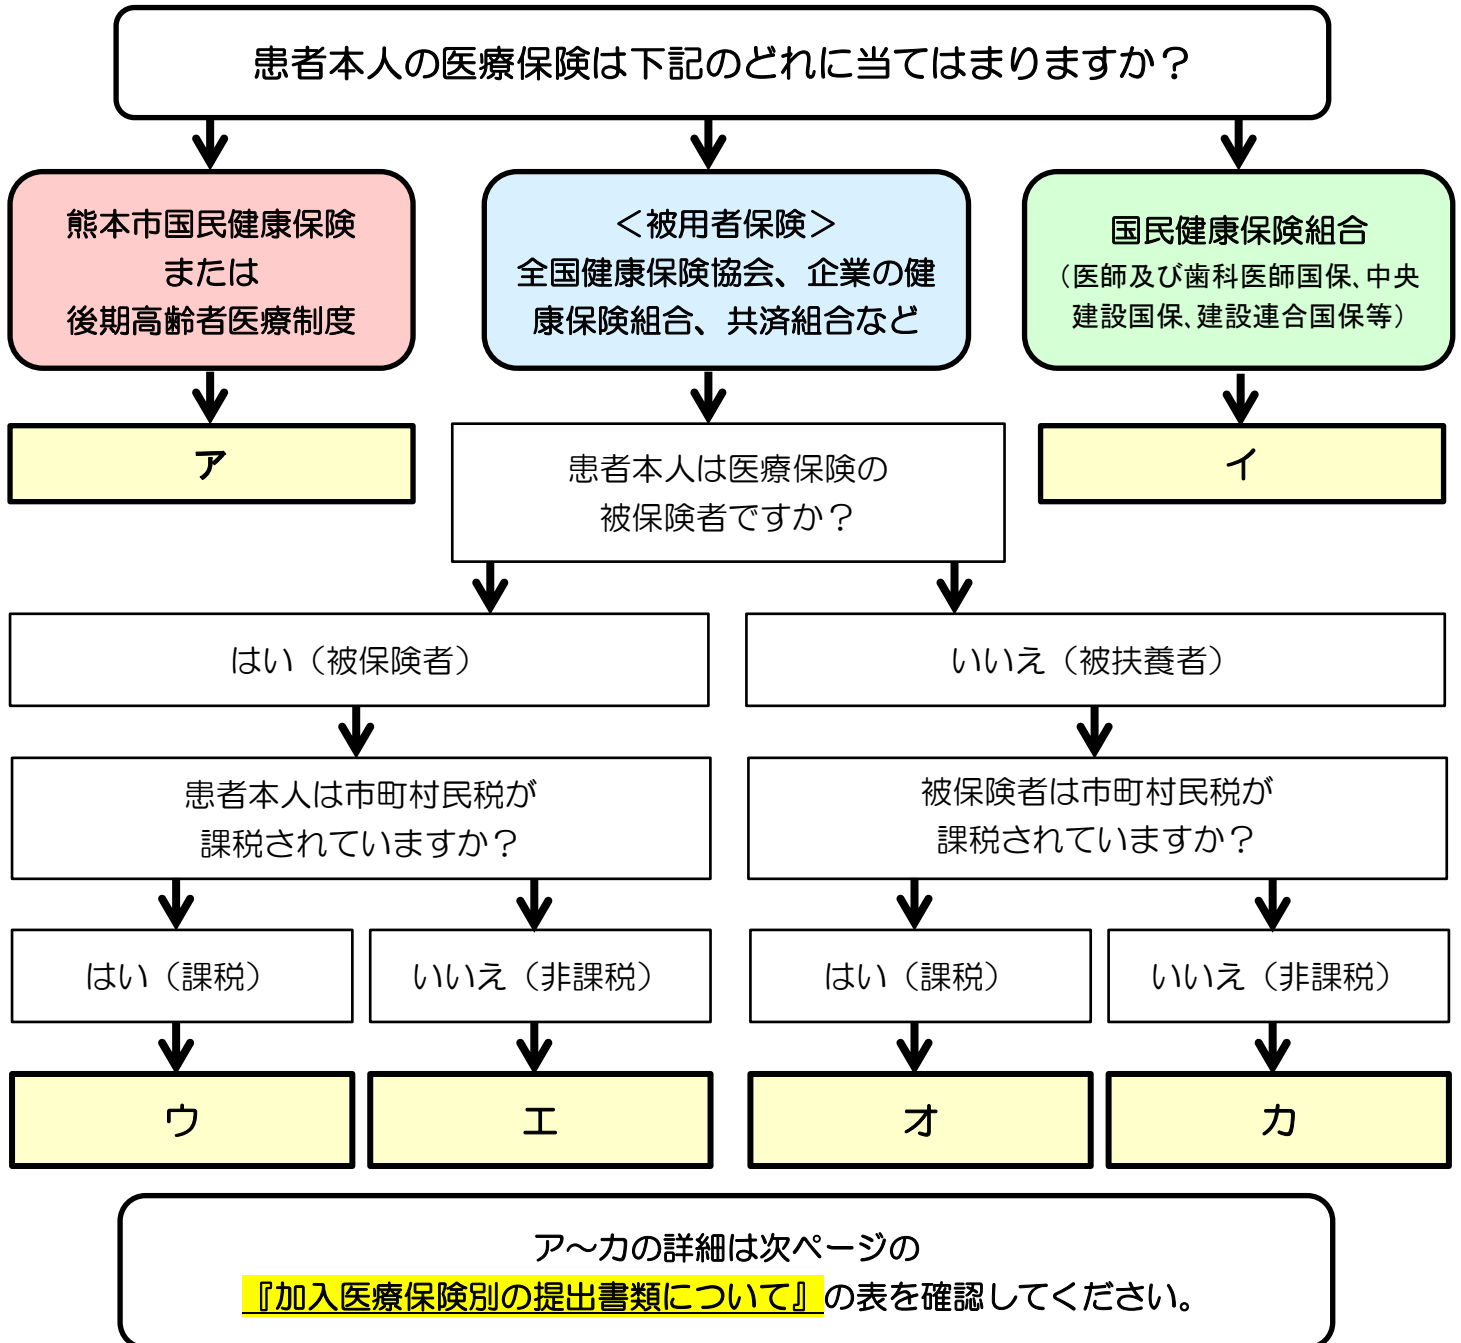 患者本人の医療保険は下記のどれに当てはまりますか？
熊本市国民健康保険
または
後期高齢者医療制度
＜被用者保険＞
全国健康保険協会、企業の健
康保険組合、共済組合など
国民健康保険組合
（医師及び歯科医師国保、中央
建設国保、建設連合国保等）
ア
患者本人は医療保険の
被保険者ですか？
イ
はい（被保険者）
いいえ（被扶養者）
患者本人は市町村民税が
課税されていますか？
被保険者は市町村民税が
課税されていますか？
はい（課税）
いいえ（非課税）
はい（課税）
いいえ（非課税）
ウ
エ
オ
カ
ア～カの詳細は次ページの
『加入医療保険別の提出書類について』の表を確認してください。